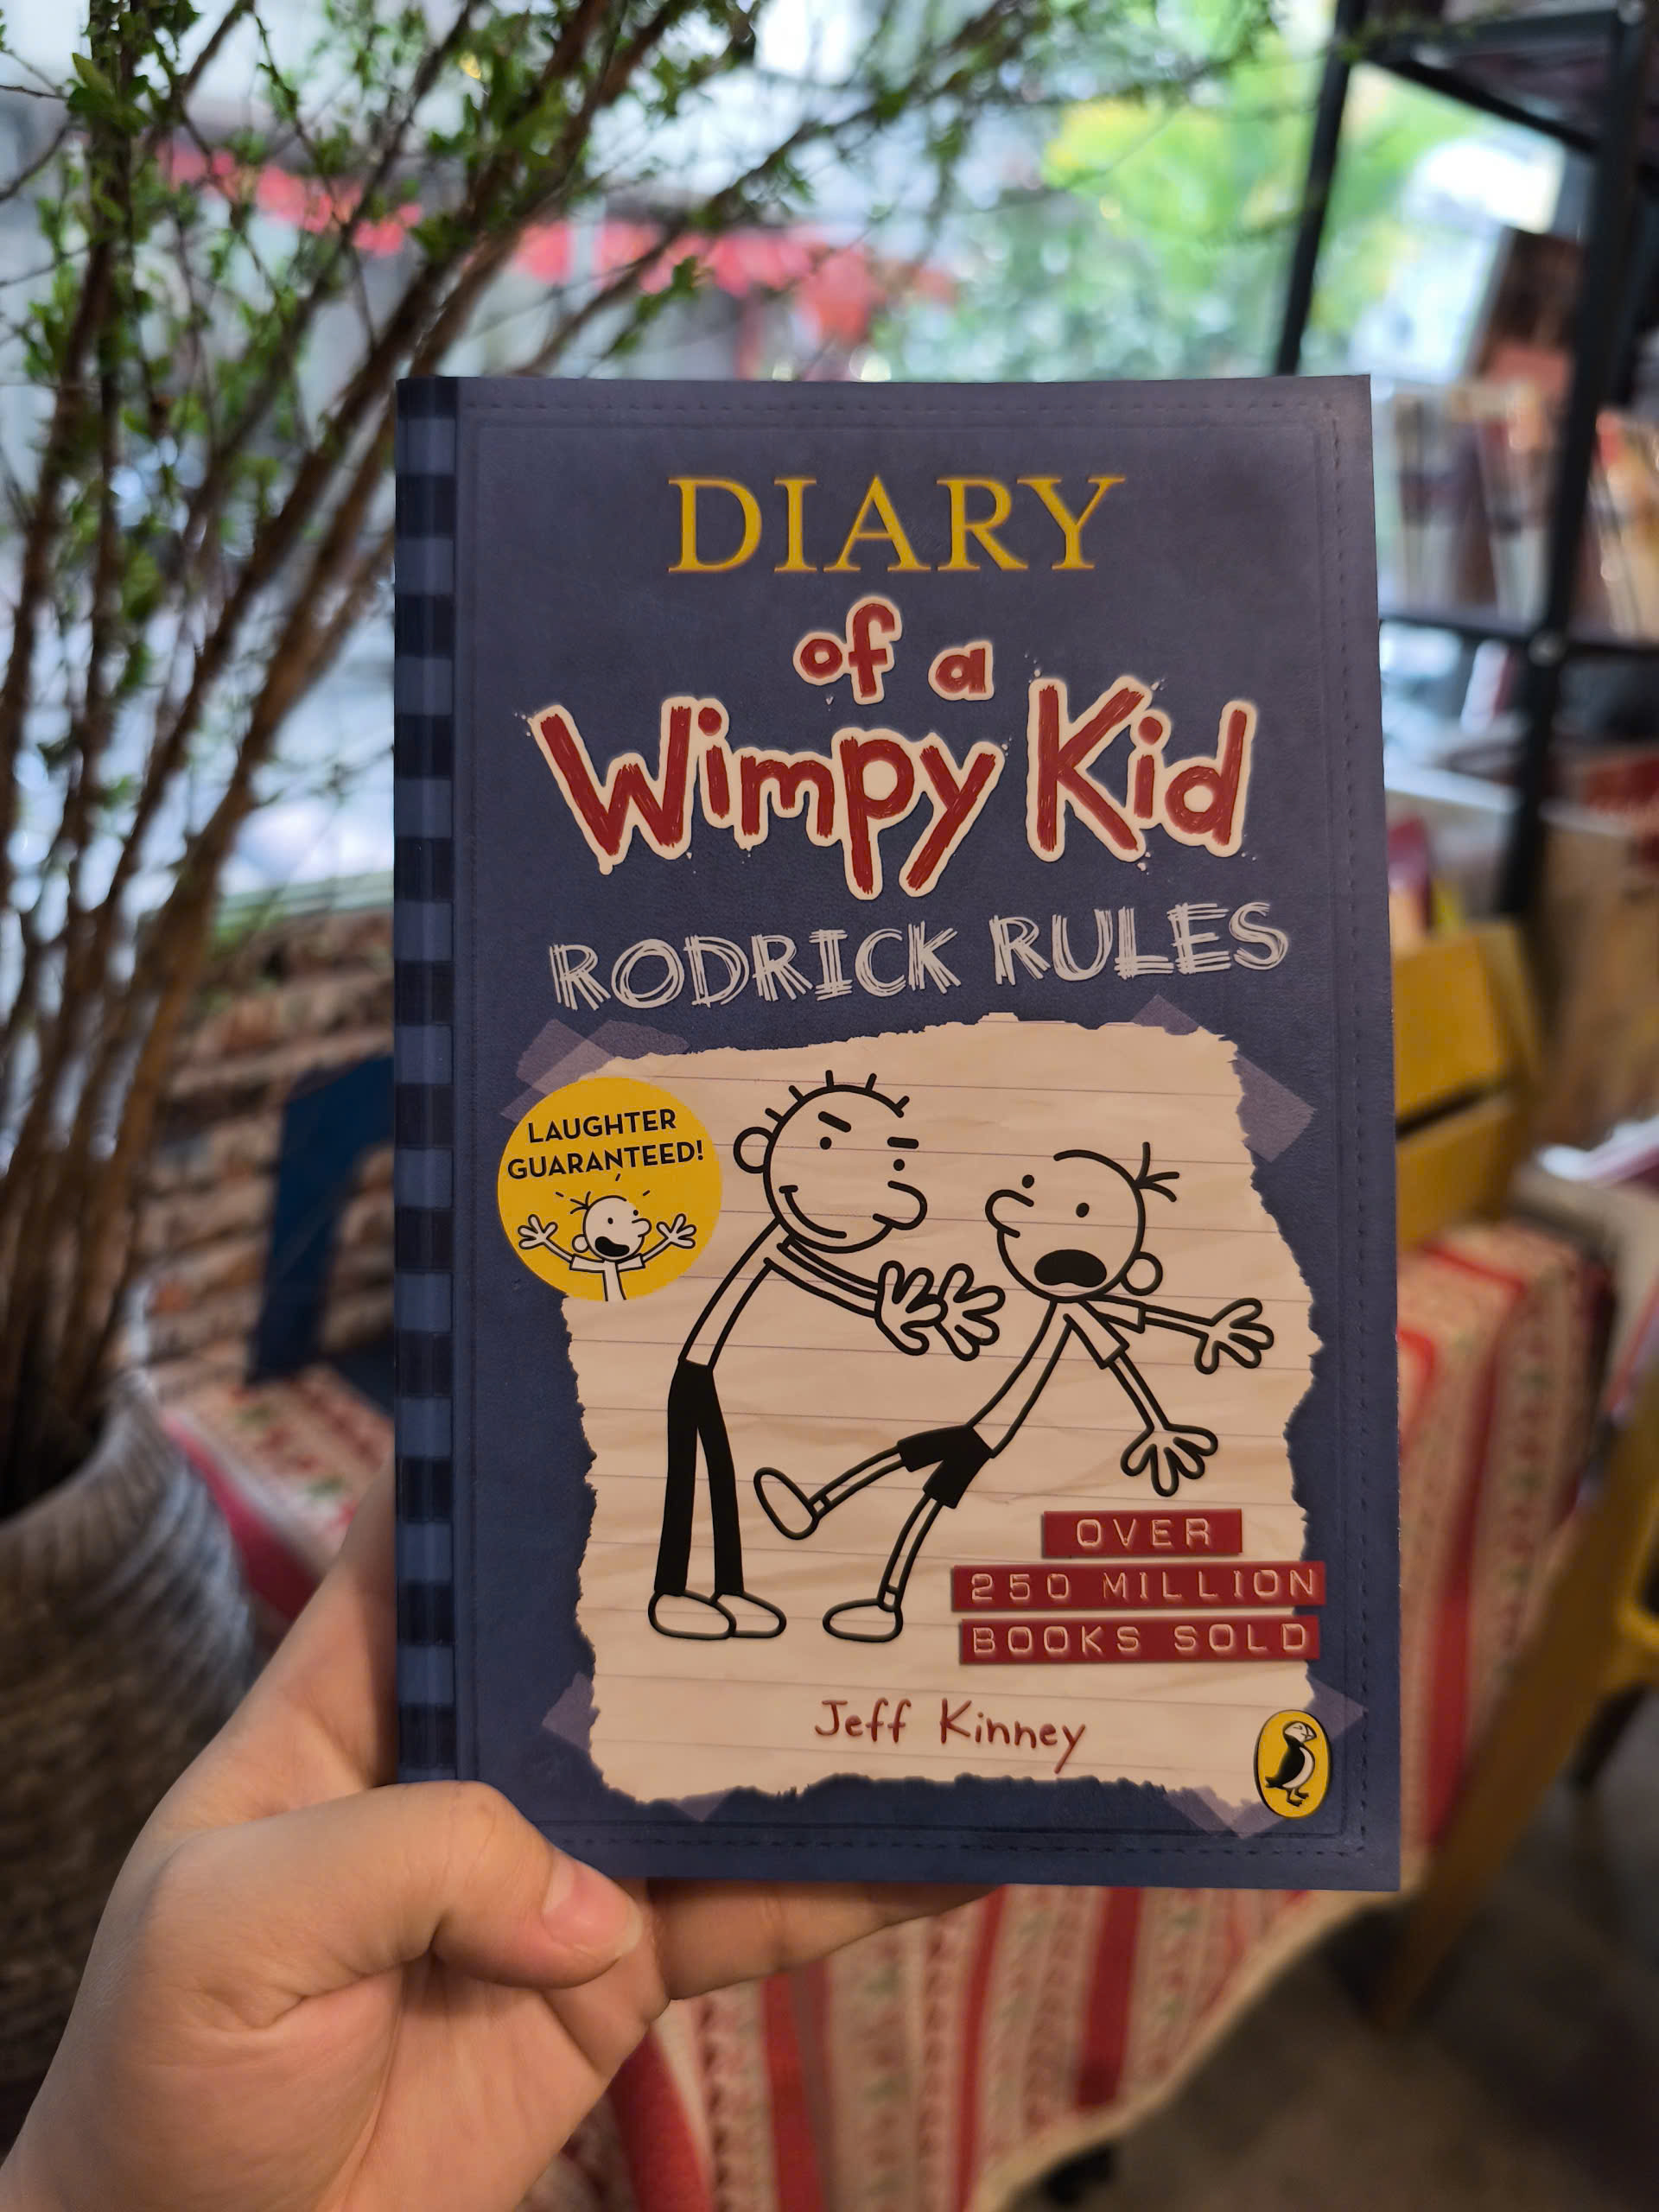 DIARY
of a
Wimpy Kid
RODRICK RULES
LAUGHTER
GUARANTEED!
OVER
250 MILLION
BOOKS SOLD
Jeff Kinney